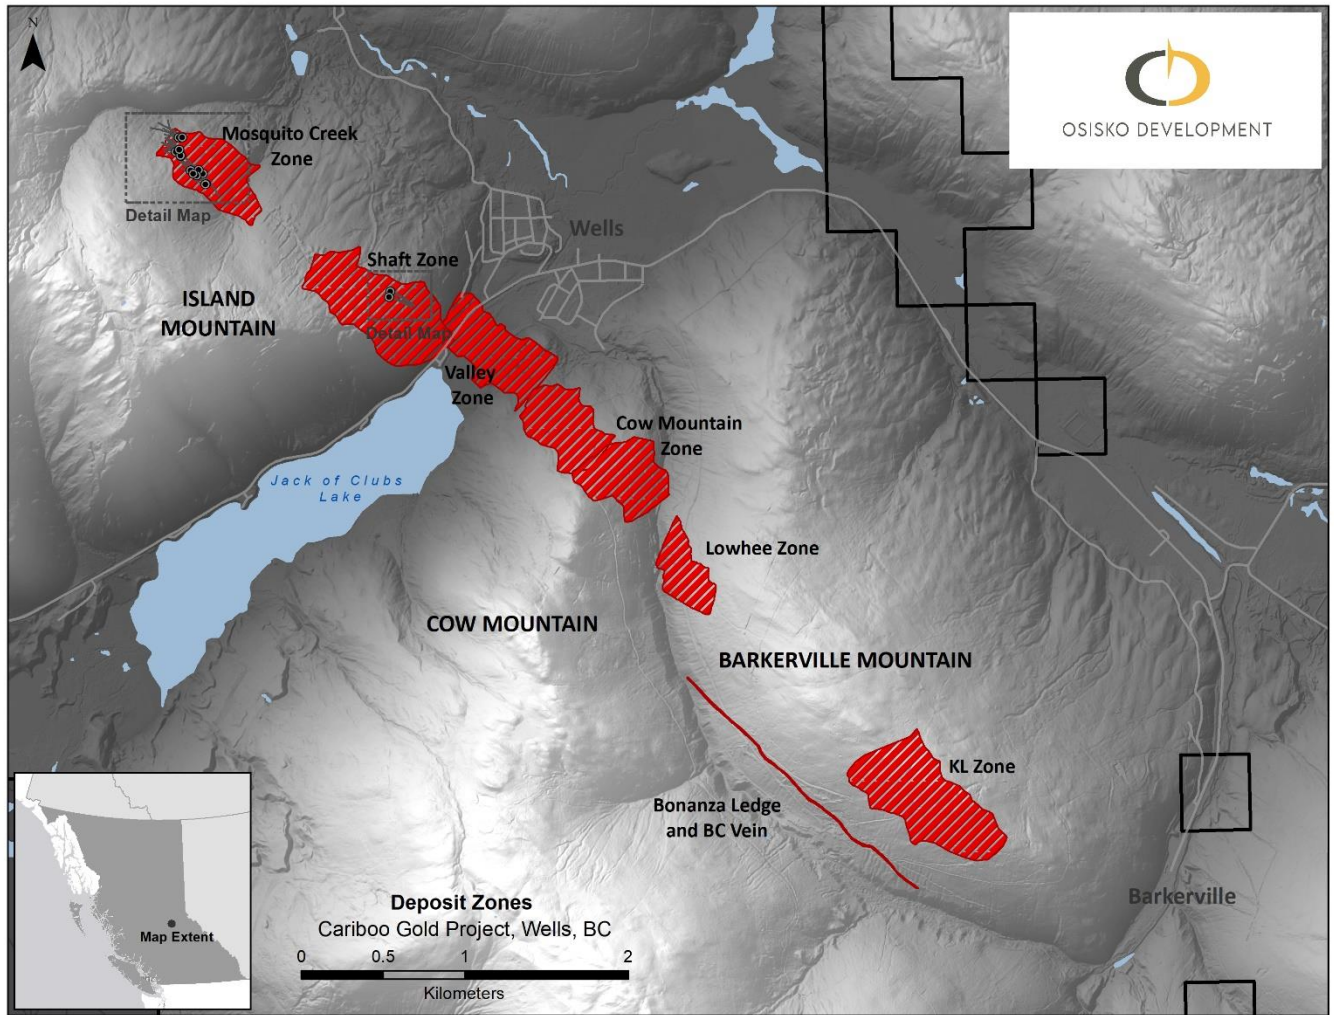 N
OSISKO DEVELOPMENT
Mosquito Creek
Zone
Detail Map
Wells
Shaft Zone
ISLAND
MOUNTAIN
Detail Map
Valley
Zone
Cow Mountain
Zone
Jack of Clubs
Lake
Lowhee Zone
COW MOUNTAIN
BARKERVILLE MOUNTAIN
KL Zone
Bonanza Ledge
and BC Vein
Barkerville
Map Extent
Deposit Zones
Cariboo Gold Project, Wells, BC
0 0.5 1 2
Kilometers